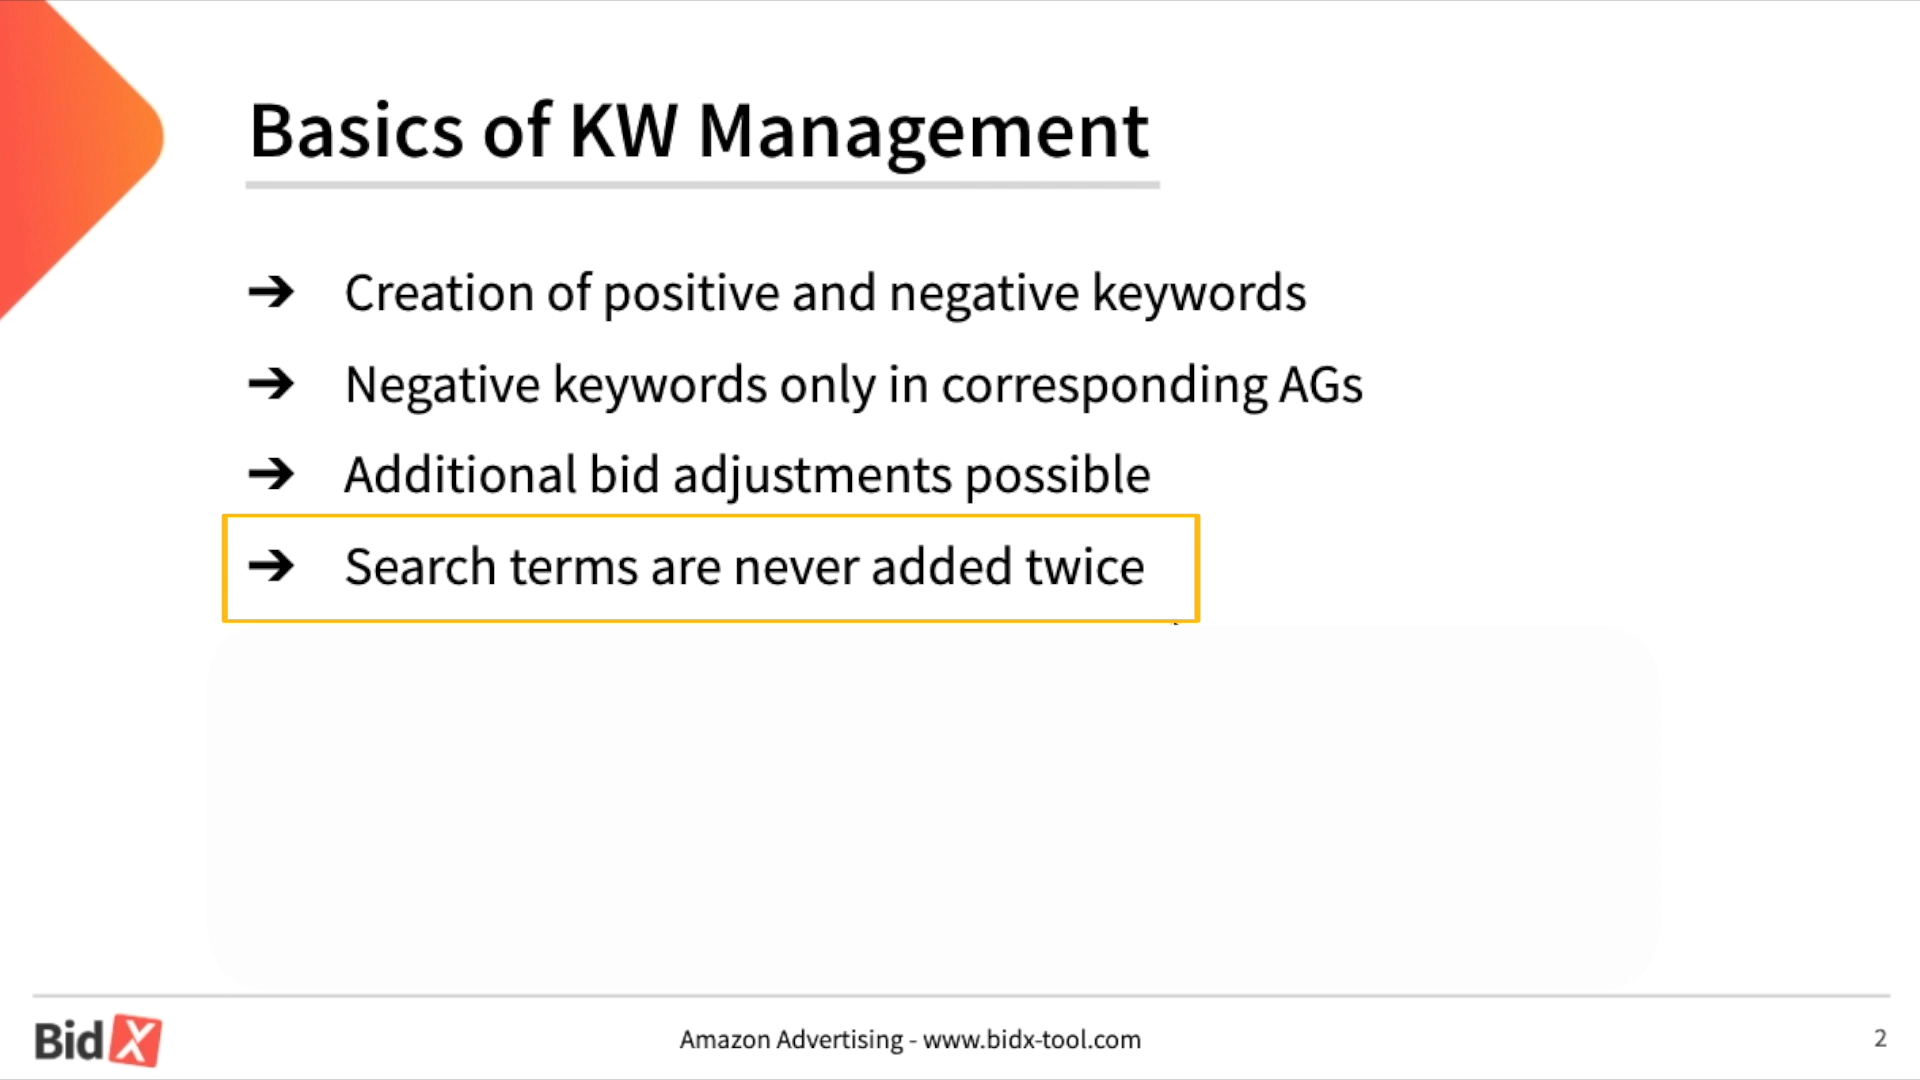 Basics of KW Management
➔ Creation of positive and negative keywords
➔ Negative keywords only in corresponding AGs
➔ Additional bid adjustments possible
➔ Search terms are never added twice
BidX
Amazon Advertising - www.bidx-tool.com
2